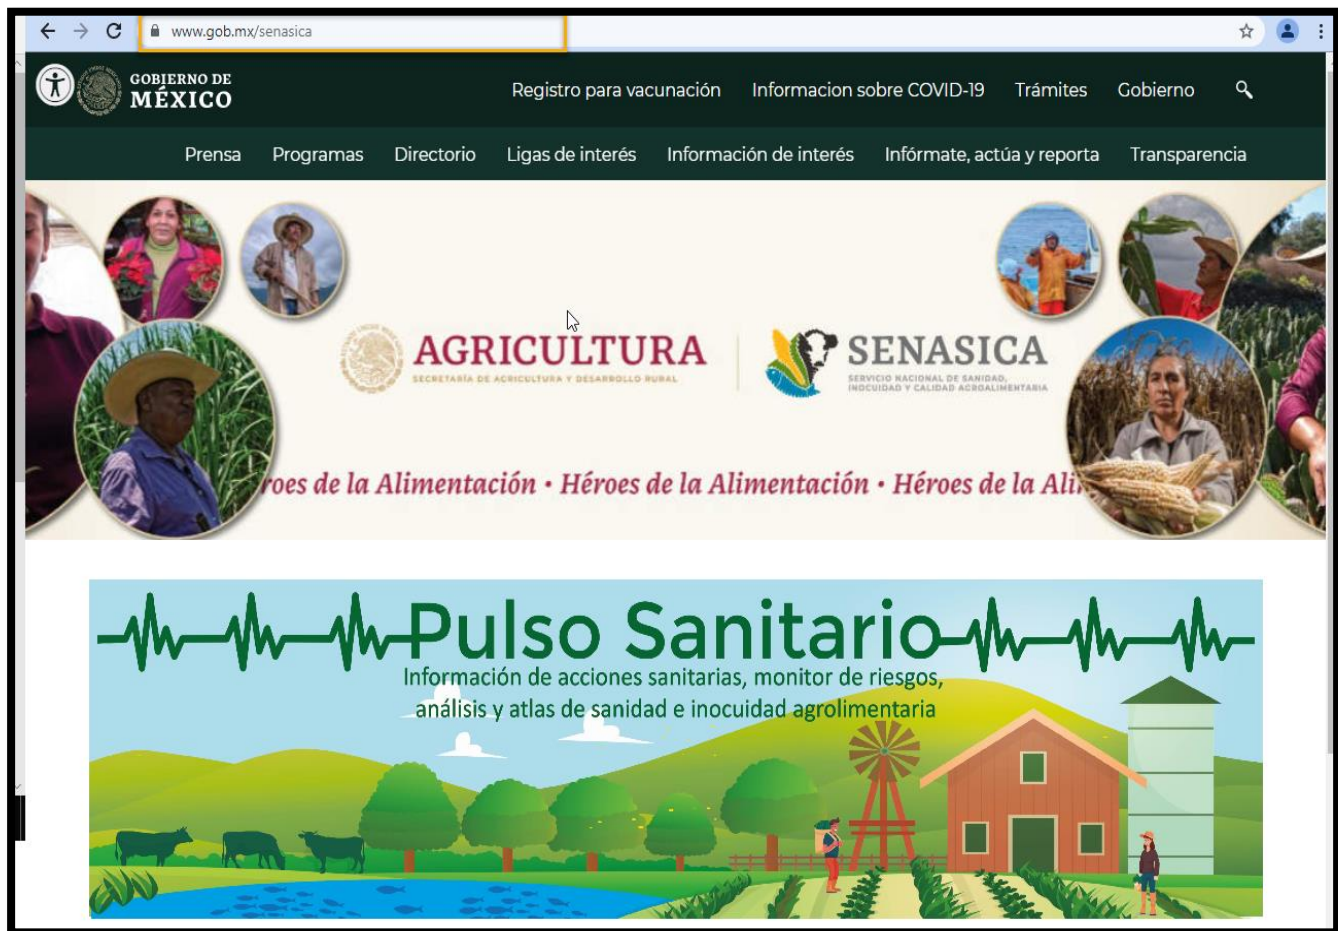 www.gob.mx/senasica
GOBIERNO DE
MÉXICO
Registro para vacunación Informacion sobre COVID-19 Trámites Gobierno
Prensa Programas Directorio Ligas de interés Información de interés Infórmate, actúa y reporta Transparencia
AGRICULTURA
SECRETARÍA DE AGRICULTURA Y DESARROLLO RURAL
SENASICA
SERVICIO NACIONAL DE SANIDAD,
INOCUIDAD Y CALIDAD AGROALIMENTARIA
roes de la Alimentación • Héroes de la Alimentación • Héroes de la Ali
Pulso Sanitario
Información de acciones sanitarias, monitor de riesgos,
análisis y atlas de sanidad e inocuidad agrolimentaria